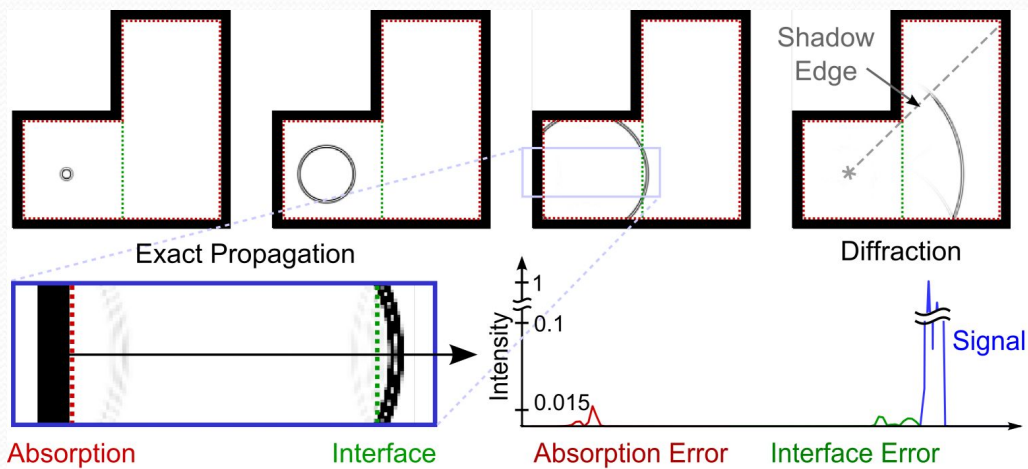 Shadow
Edge
Exact Propagation
Diffraction
Intensity
1
0.1
0.015
Signal
Absorption
Interface
Absorption Error
Interface Error